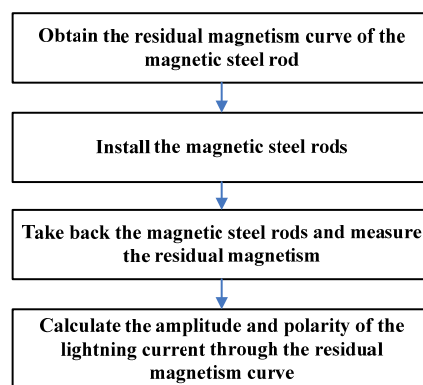 Obtain the residual magnetism curve of the
magnetic steel rod
Install the magnetic steel rods
Take back the magnetic steel rods and measure
the residual magnetism
Calculate the amplitude and polarity of the
lightning current through the residual
magnetism curve